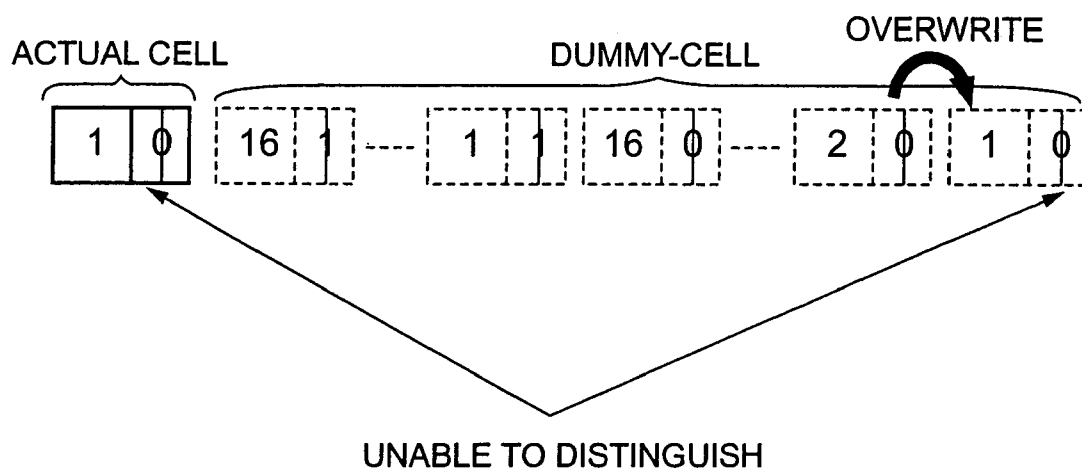 OVERWRITE
ACTUAL CELL DUMMY-CELL
1 0 16 1 ----- 1 1 16 0 ----- 2 0 1 0
UNABLE TO DISTINGUISH